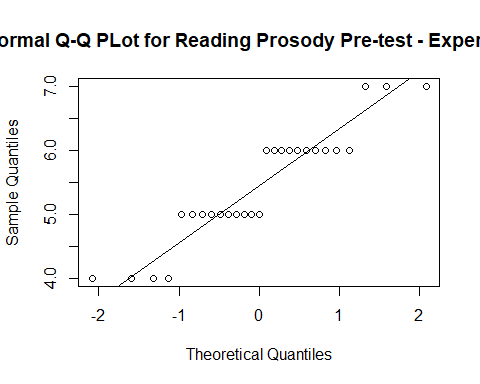 ormal Q-Q PLot for Reading Prosody Pre-test - Exper
7.0
6.0
5.0
4.0
Sample Quantiles
-2 -1 0 1 2
Theoretical Quantiles